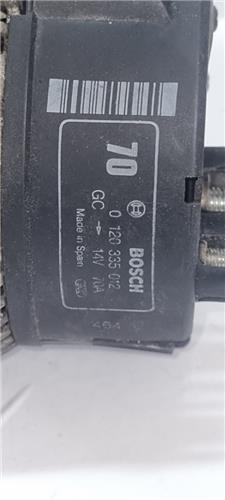 70
BOSCH
0 120 335 012
GC → 14V 70A
Made in Spain